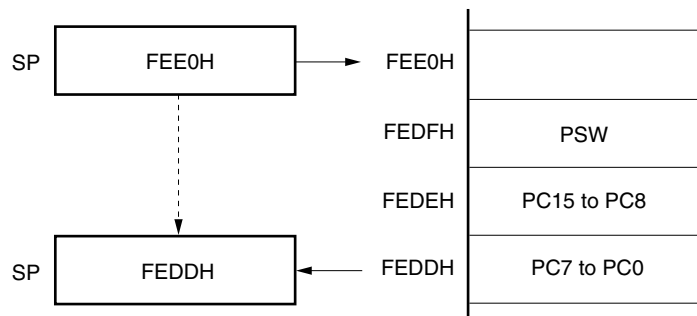 SP FEE0H FEE0H
FEDFH PSW
FEDEH PC15 to PC8
SP FEDDH FEDDH PC7 to PC0